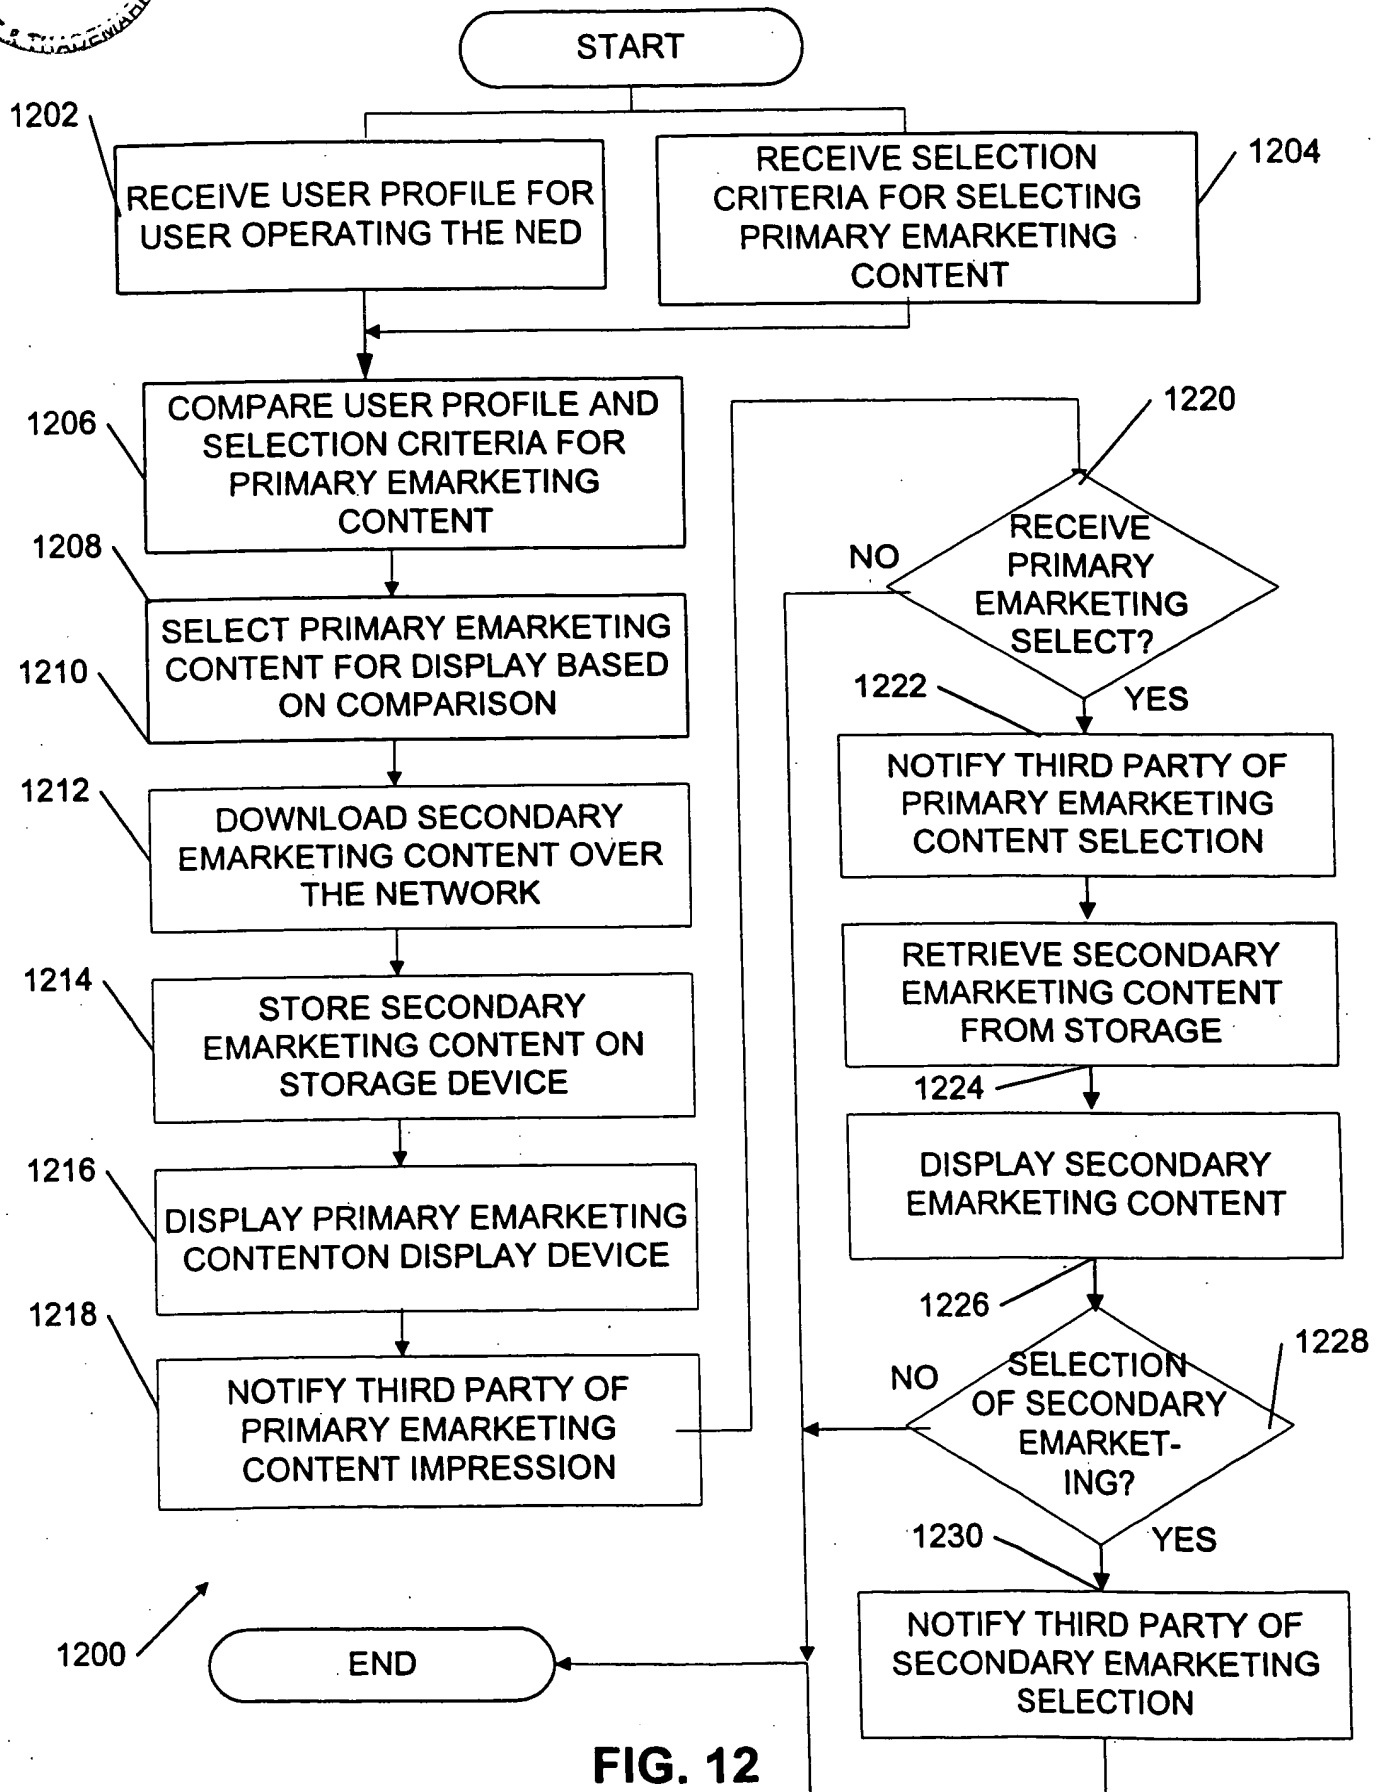 & TRADEMARK
START
1202
RECEIVE USER PROFILE FOR
USER OPERATING THE NED
RECEIVE SELECTION
CRITERIA FOR SELECTING
PRIMARY EMARKETING
CONTENT
1204
1206
COMPARE USER PROFILE AND
SELECTION CRITERIA FOR
PRIMARY EMARKETING
CONTENT
1208
SELECT PRIMARY EMARKETING
CONTENT FOR DISPLAY BASED
ON COMPARISON
1210
1212
DOWNLOAD SECONDARY
EMARKETING CONTENT OVER
THE NETWORK
1214
STORE SECONDARY
EMARKETING CONTENT ON
STORAGE DEVICE
1216
DISPLAY PRIMARY EMARKETING
CONTENTON DISPLAY DEVICE
1218
NOTIFY THIRD PARTY OF
PRIMARY EMARKETING
CONTENT IMPRESSION
1220
RECEIVE
PRIMARY
EMARKETING
SELECT?
NO
YES
1222
NOTIFY THIRD PARTY OF
PRIMARY EMARKETING
CONTENT SELECTION
RETRIEVE SECONDARY
EMARKETING CONTENT
FROM STORAGE
1224
DISPLAY SECONDARY
EMARKETING CONTENT
1226
1228
SELECTION
OF SECONDARY
EMARKET-
ING?
NO
YES
1230
NOTIFY THIRD PARTY OF
SECONDARY EMARKETING
SELECTION
1200
END
FIG. 12